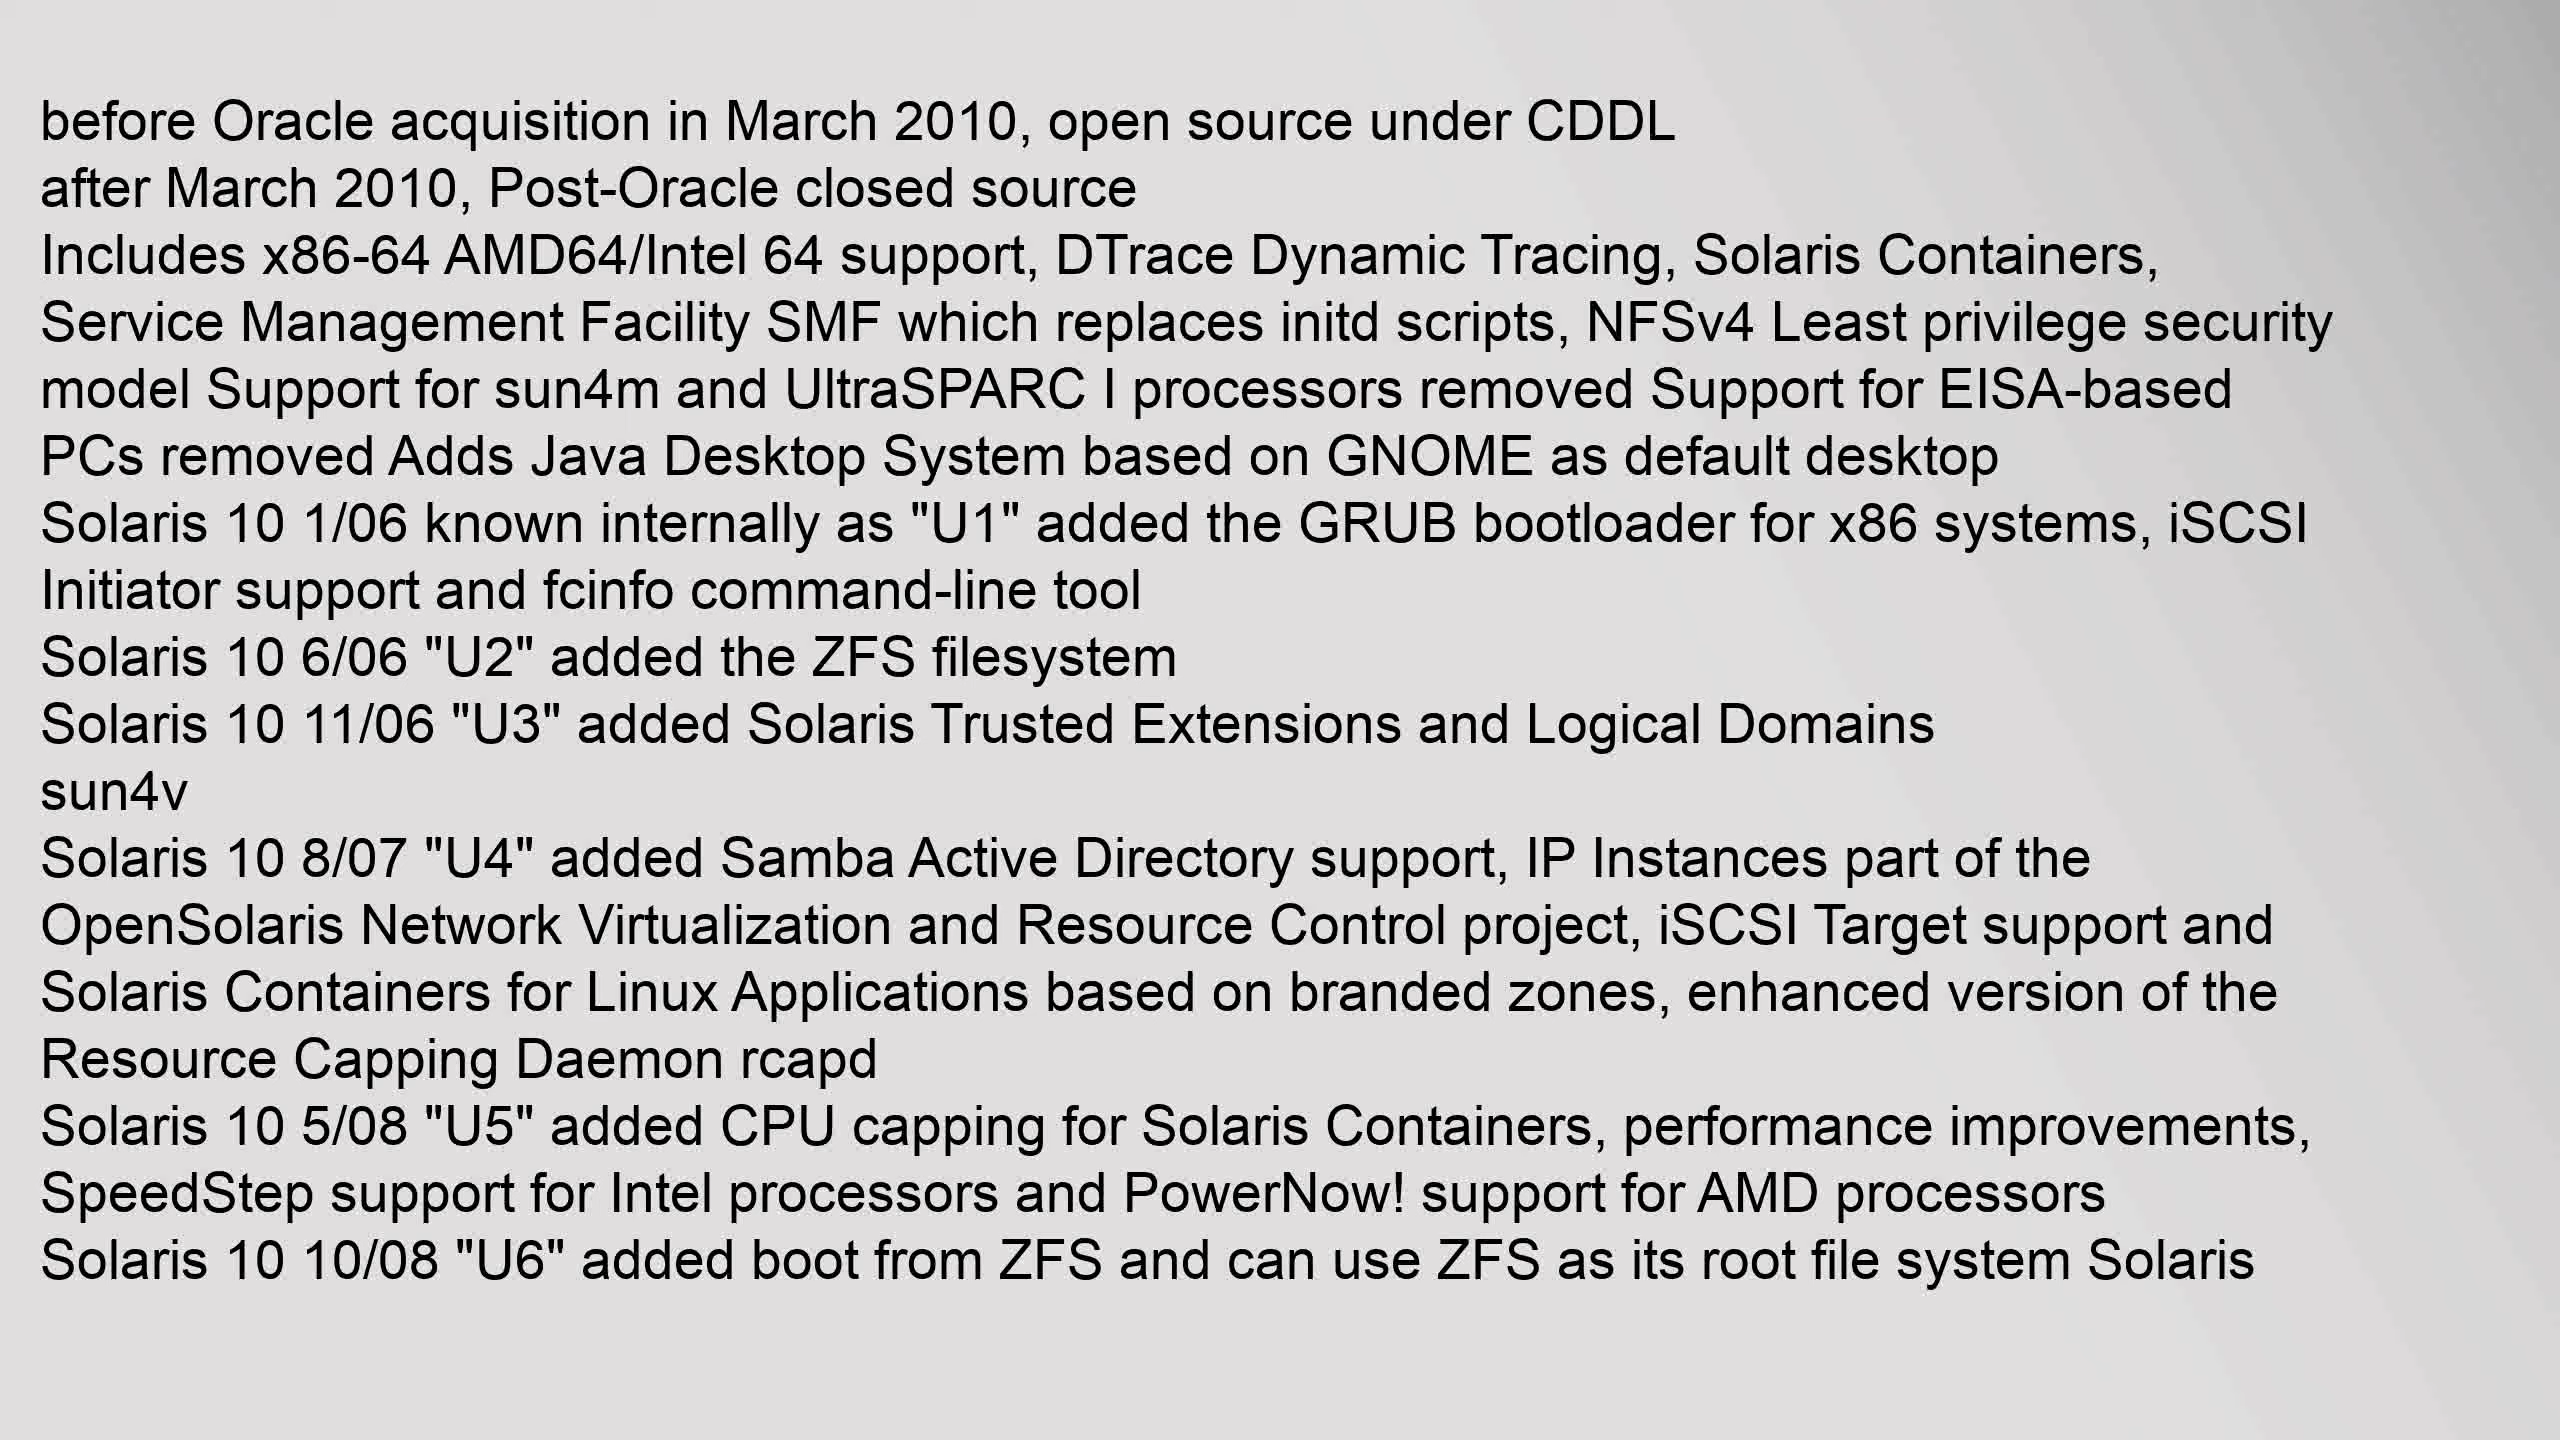 before Oracle acquisition in March 2010, open source under CDDL
after March 2010, Post-Oracle closed source
Includes x86-64 AMD64/Intel 64 support, DTrace Dynamic Tracing, Solaris Containers,
Service Management Facility SMF which replaces initd scripts, NFSv4 Least privilege security
model Support for sun4m and UltraSPARC I processors removed Support for EISA-based
PCs removed Adds Java Desktop System based on GNOME as default desktop
Solaris 10 1/06 known internally as "U1" added the GRUB bootloader for x86 systems, iSCSI
Initiator support and fcinfo command-line tool
Solaris 10 6/06 "U2" added the ZFS filesystem
Solaris 10 11/06 "U3" added Solaris Trusted Extensions and Logical Domains
sun4v
Solaris 10 8/07 "U4" added Samba Active Directory support, IP Instances part of the
OpenSolaris Network Virtualization and Resource Control project, iSCSI Target support and
Solaris Containers for Linux Applications based on branded zones, enhanced version of the
Resource Capping Daemon rcapd
Solaris 10 5/08 "U5" added CPU capping for Solaris Containers, performance improvements,
SpeedStep support for Intel processors and PowerNow! support for AMD processors
Solaris 10 10/08 "U6" added boot from ZFS and can use ZFS as its root file system Solaris